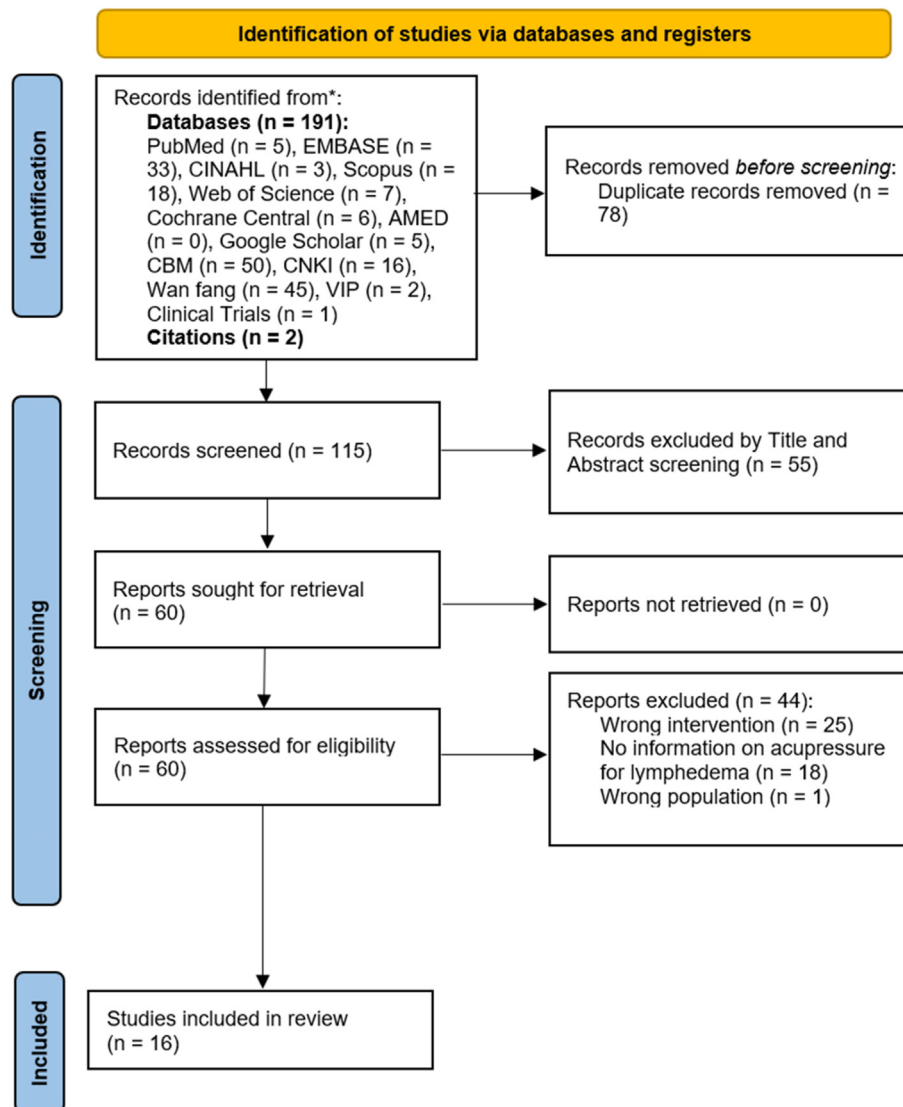 Identification of studies via databases and registers
Identification
Records identified from*:
Databases (n = 191):
PubMed (n = 5), EMBASE (n =
33), CINAHL (n = 3), Scopus (n =
18), Web of Science (n = 7),
Cochrane Central (n = 6), AMED
(n = 0), Google Scholar (n = 5),
CBM (n = 50), CNKI (n = 16),
Wan fang (n = 45), VIP (n = 2),
Clinical Trials (n = 1)
Citations (n = 2)
Records removed before screening:
Duplicate records removed (n =
78)
Screening
Records screened (n = 115)
Records excluded by Title and
Abstract screening (n = 55)
Reports sought for retrieval
(n = 60)
Reports not retrieved (n = 0)
Reports assessed for eligibility
(n = 60)
Reports excluded (n = 44):
Wrong intervention (n = 25)
No information on acupressure
for lymphedema (n = 18)
Wrong population (n = 1)
Included
Studies included in review
(n = 16)